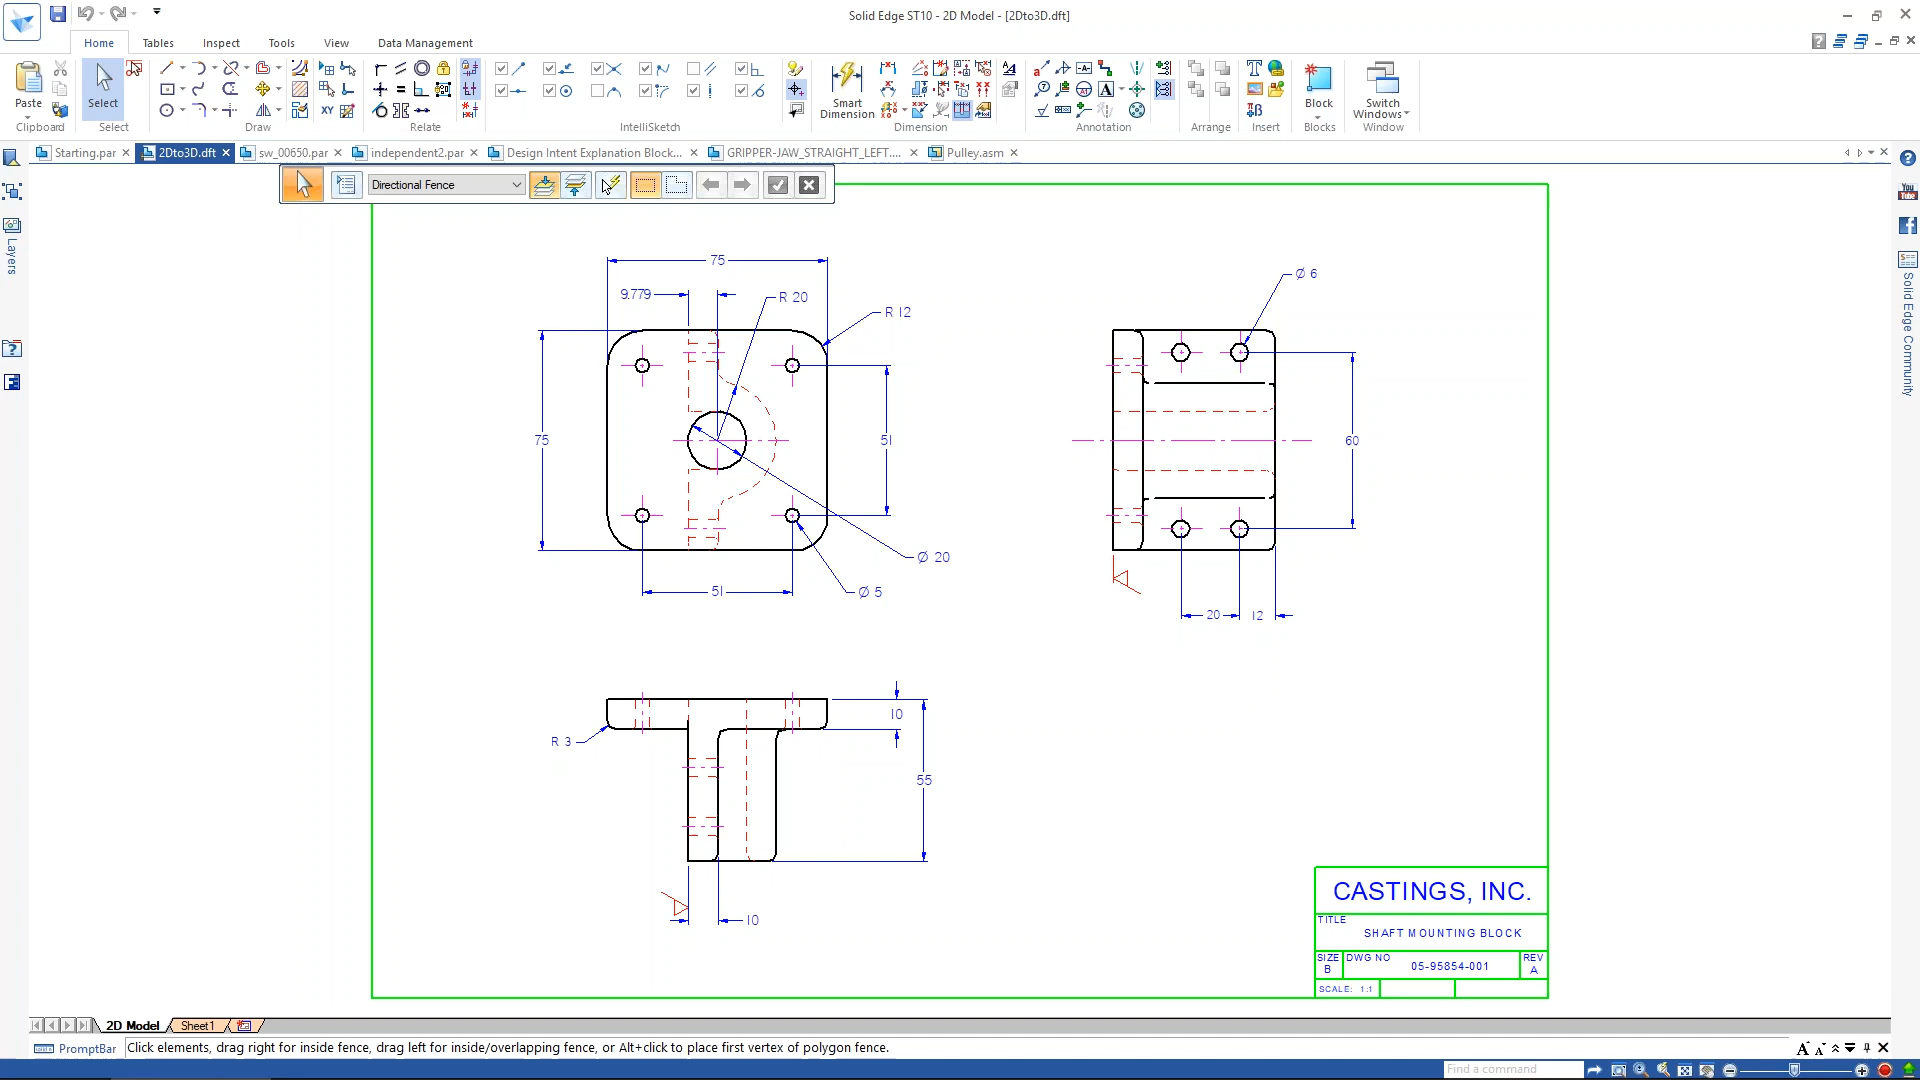 Solid Edge ST10 - 2D Model - [2Dto3D.dft]
Home Tables Inspect Tools View Data Management
Paste
Select
Smart Dimension
Block
Switch Windows
XY
Clipboard Select Draw Relate IntelliSketch Dimension Annotation Arrange Insert Blocks Window
Starting.par 2Dto3D.dft sw_00650.par independent2.par Design Intent Explanation Block... GRIPPER-JAW_STRAIGHT_LEFT.... Pulley.asm
Directional Fence
Layers
You Tube
Solid Edge Community
75
9.779
R 20
R 12
75
51
Ø 20
51
Ø 5
Ø 6
60
20
12
R 3
10
55
10
CASTINGS, INC.
TITLE
SHAFT MOUNTING BLOCK
SIZE DWG NO REV
B 05-95854-001 A
SCALE: 1:1
2D Model Sheet1
PromptBar Click elements, drag right for inside fence, drag left for inside/overlapping fence, or Alt+click to place first vertex of polygon fence.
Find a command